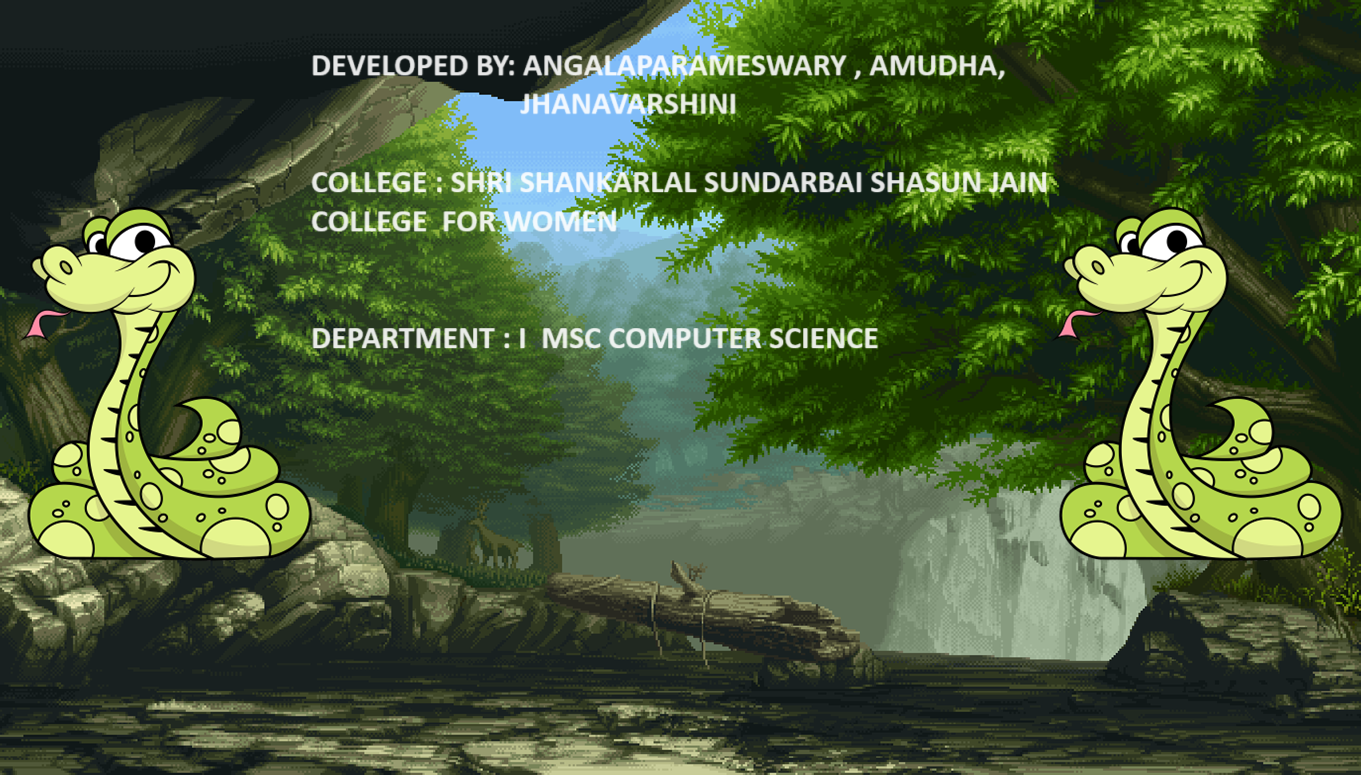 DEVELOPED BY: ANGALAPARAMESWARY , AMUDHA,
JHANAVARSHINI
COLLEGE : SHRI SHANKARLAL SUNDARBAI SHASUN JAIN
COLLEGE FOR WOMEN
DEPARTMENT : I MSC COMPUTER SCIENCE